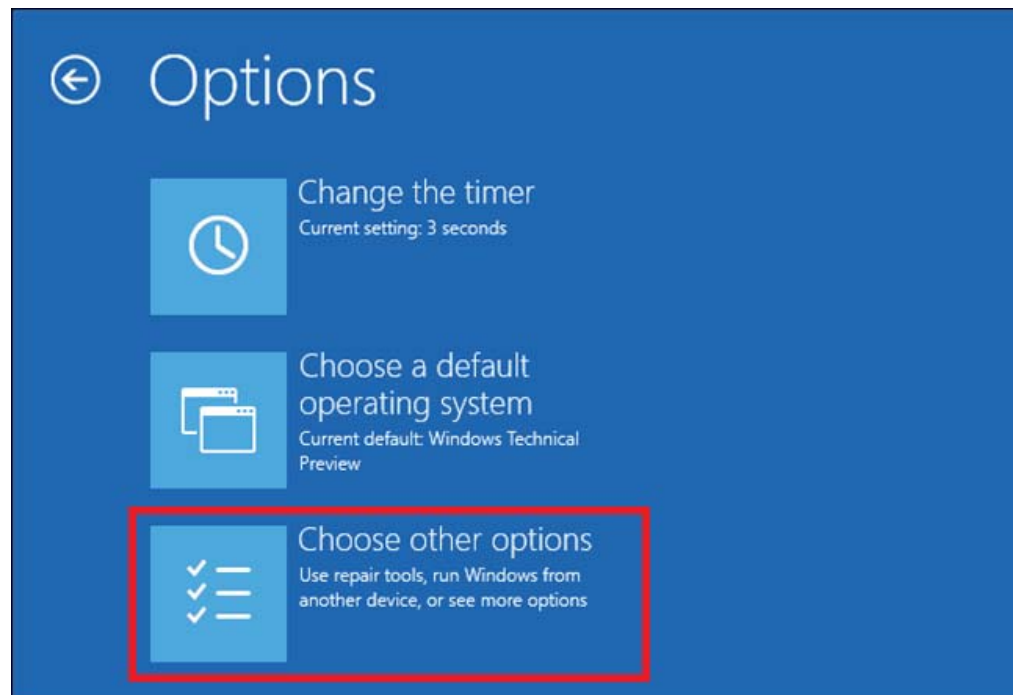 Options
Change the timer
Current setting: 3 seconds
Choose a default
operating system
Current default: Windows Technical
Preview
Choose other options
Use repair tools, run Windows from
another device, or see more options